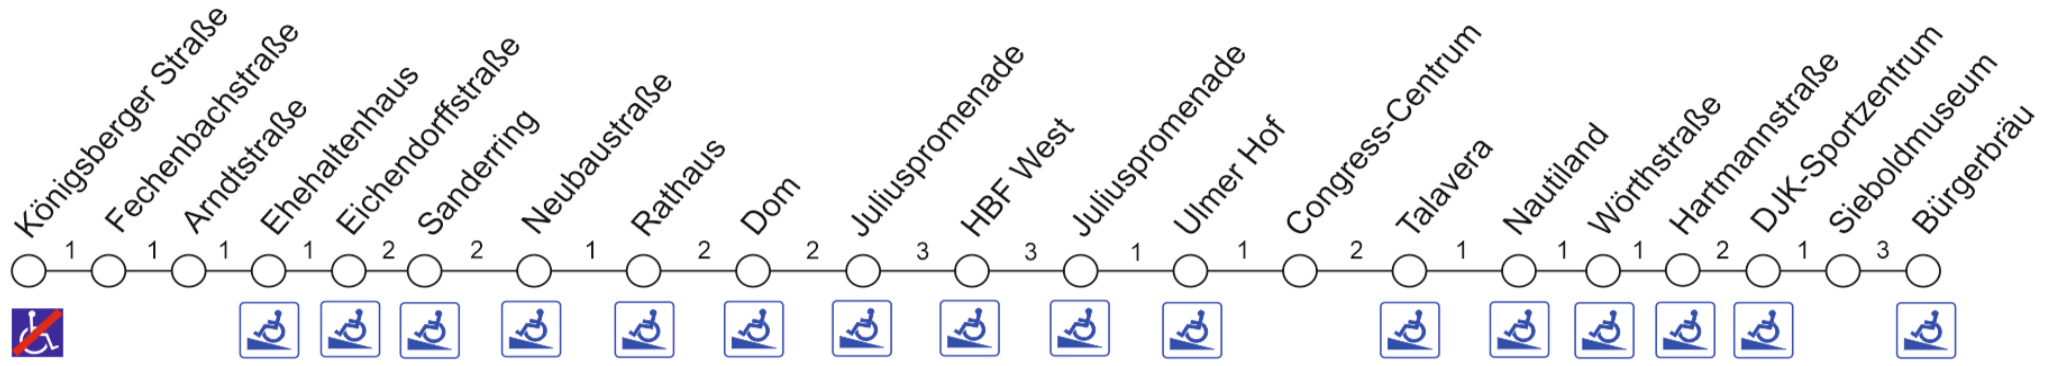 Königsberger Straße
Fechenbachstraße
Arndtstraße
Ehehaltenhaus
Eichendorffstraße
Sanderring
Neubaustraße
Rathaus
Dom
Juliuspromenade
HBF West
Juliuspromenade
Ulmer Hof
Congress-Centrum
Talavera
Nautiland
Wörthstraße
Hartmannstraße
DJK-Sportzentrum
Sieboldmuseum
Bürgerbräu
1 1 1 1 2 2 1 2 2 3 3 1 1 2 1 1 1 2 1 3